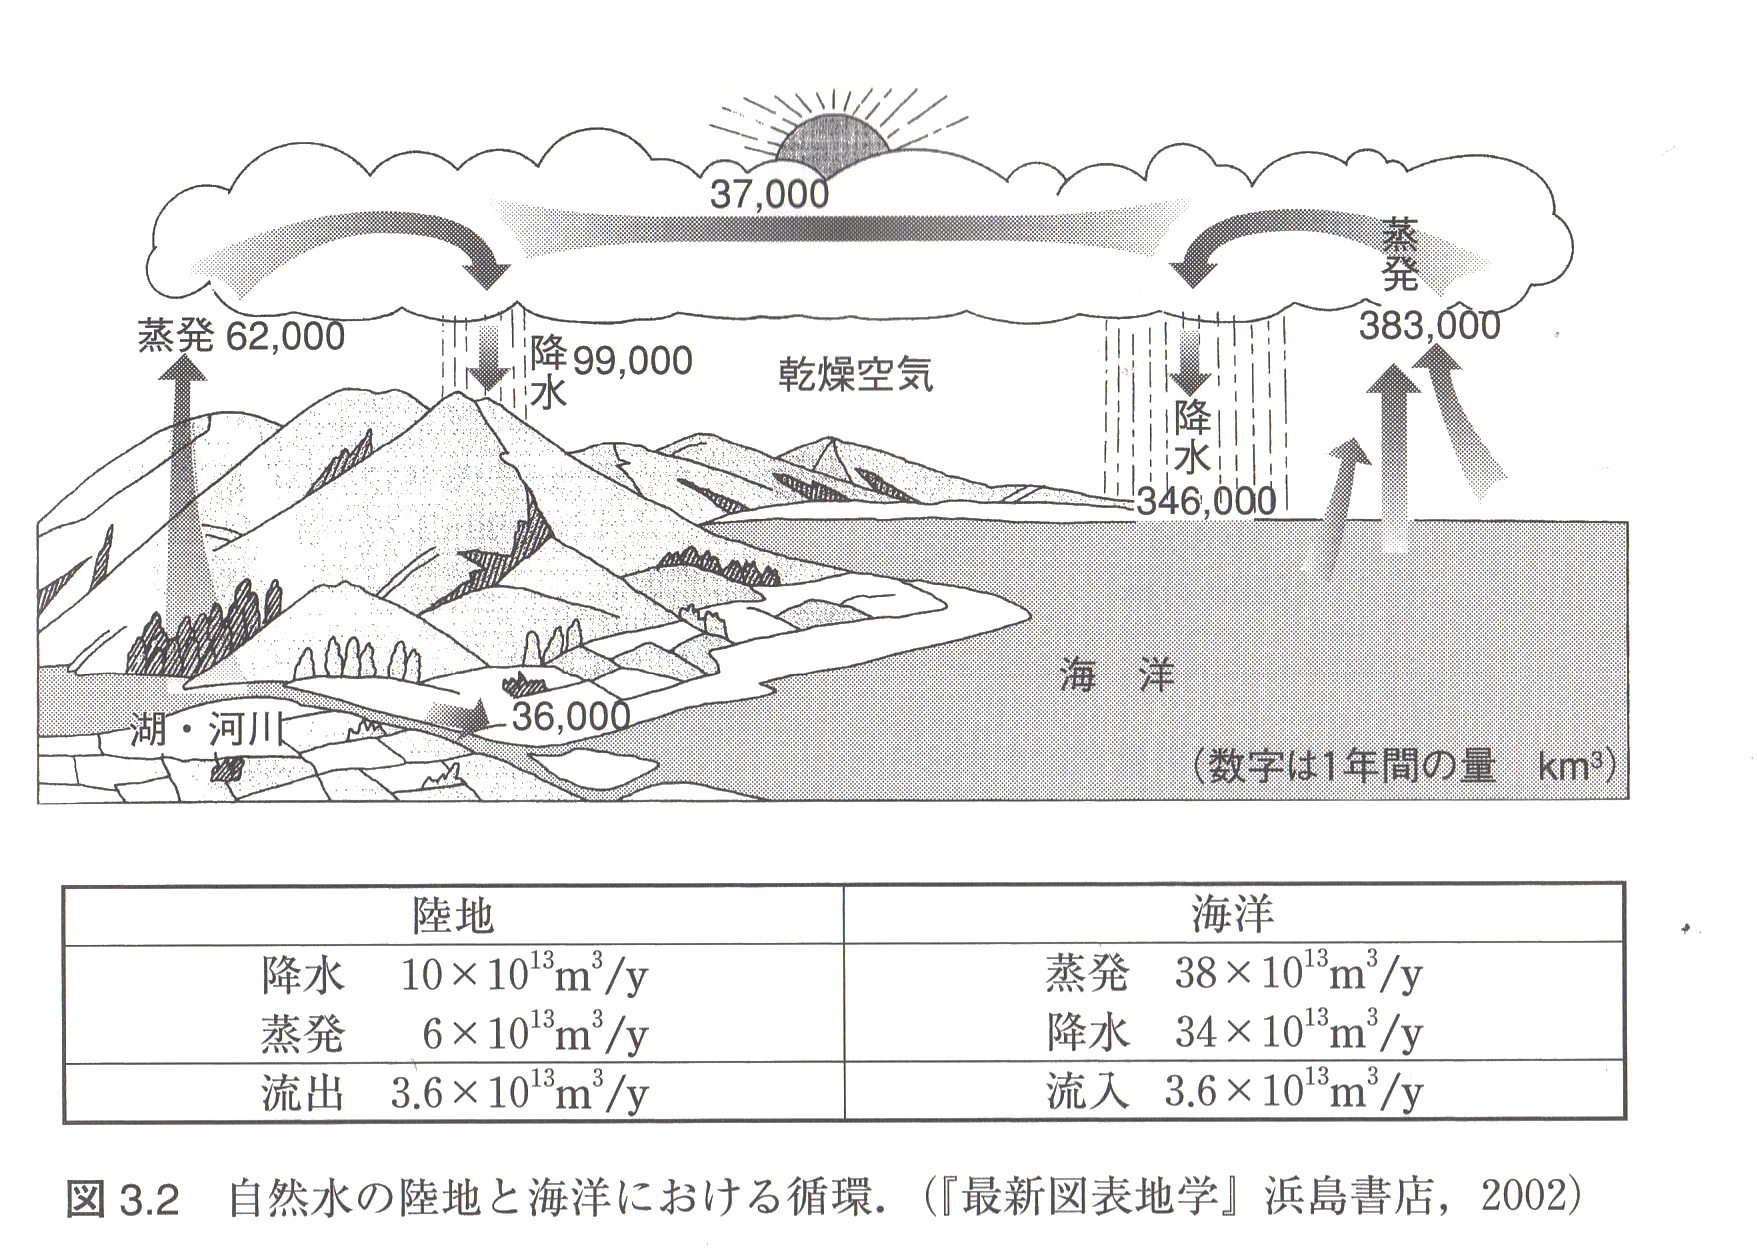 37,000
蒸発
383,000
蒸発 62,000
降水 99,000
乾燥空気
降水
346,000
海 洋
36,000
湖・河川
(数字は1年間の量 km³)
陸地
海洋
降水 10×10¹³m³/y
蒸発 38×10¹³m³/y
蒸発 6×10¹³m³/y
降水 34×10¹³m³/y
流出 3.6×10¹³m³/y
流入 3.6×10¹³m³/y
図 3.2 自然水の陸地と海洋における循環.(『最新図表地学』浜島書店,2002)